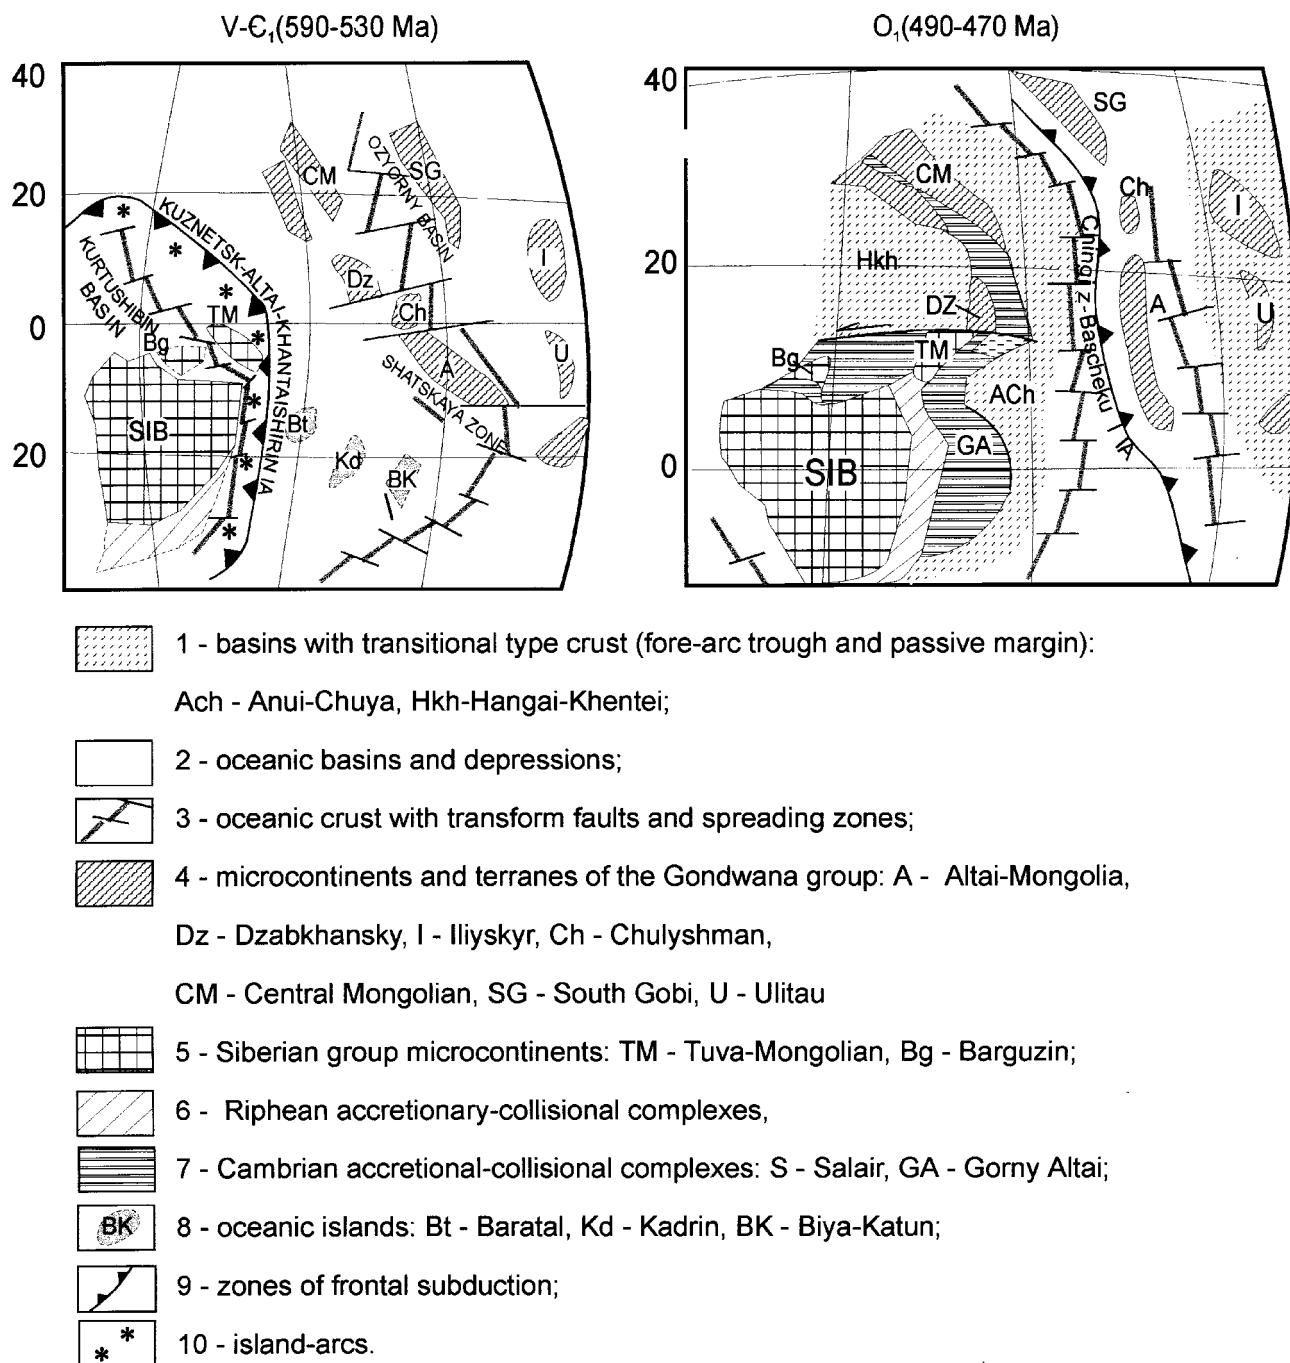 V-Є₁(590-530 Ma)
O₁(490-470 Ma)
40
20
0
20
CM
SG
OZYORNY BASIN
KUZNETSK-ALTAI-KHANTAISHIRIN IA
KURTUSHIBIN
BASIN
TM
Bg
Dz
Ch
I
U
A
SHATSKAYA ZONE
SIB
Bt
Kd
BK
40
20
0
SG
CM
Ch
I
Hkh
DZ
A
U
Chingiz-Baschekul IA
Bg
TM
ACh
GA
SIB
1 - basins with transitional type crust (fore-arc trough and passive margin):
Ach - Anui-Chuya, Hkh-Hangai-Khentei;
2 - oceanic basins and depressions;
3 - oceanic crust with transform faults and spreading zones;
4 - microcontinents and terranes of the Gondwana group: A - Altai-Mongolia,
Dz - Dzabkhansky, I - Iliyskyr, Ch - Chulyshman,
CM - Central Mongolian, SG - South Gobi, U - Ulitau
5 - Siberian group microcontinents: TM - Tuva-Mongolian, Bg - Barguzin;
6 - Riphean accretionary-collisional complexes,
7 - Cambrian accretional-collisional complexes: S - Salair, GA - Gorny Altai;
BK
8 - oceanic islands: Bt - Baratal, Kd - Kadrin, BK - Biya-Katun;
9 - zones of frontal subduction;
10 - island-arcs.